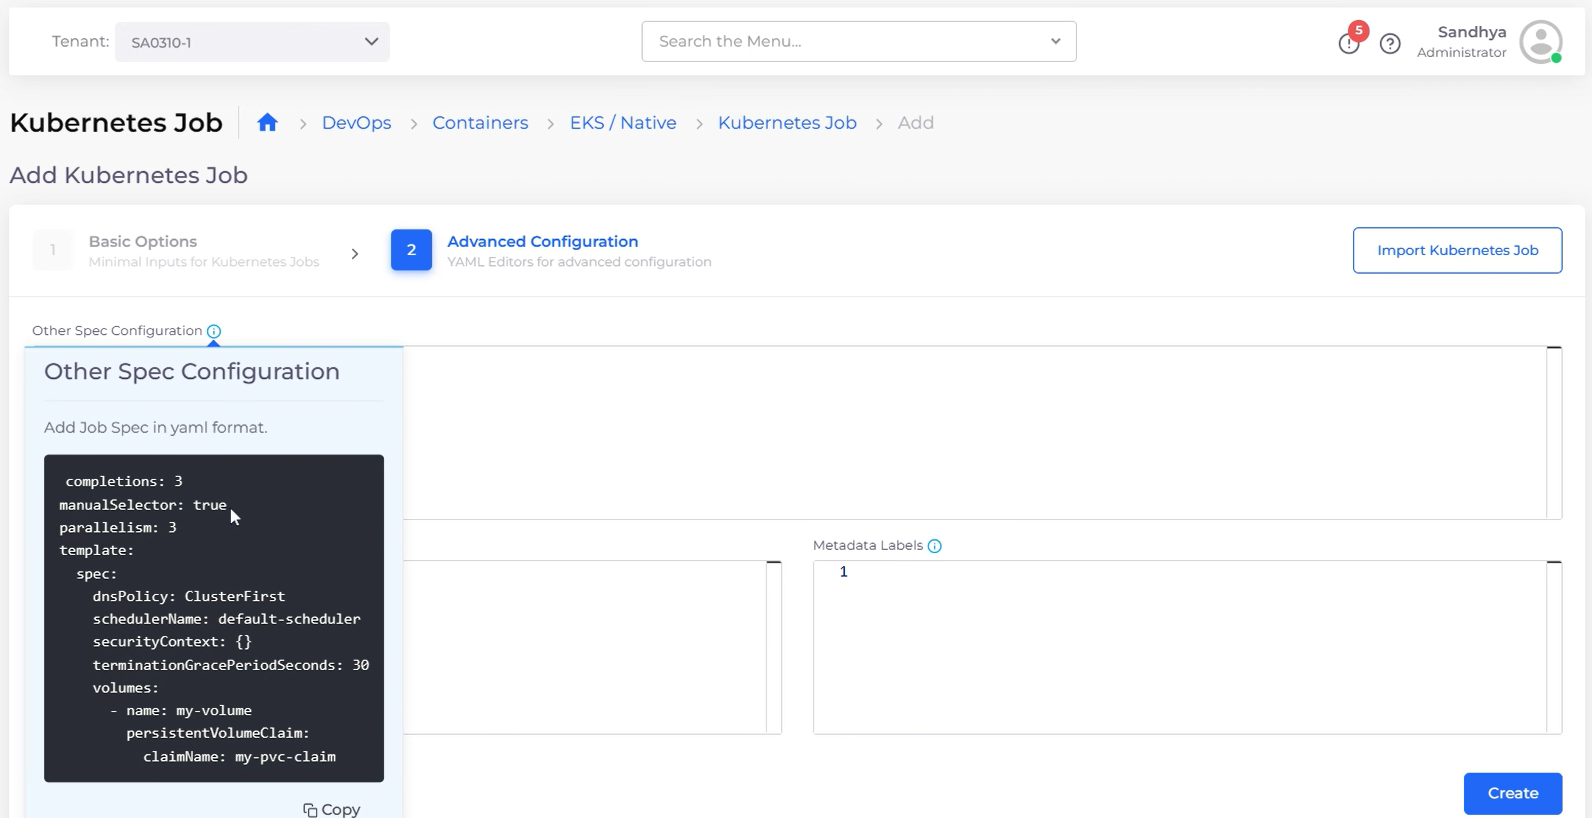 Tenant: SA0310-1
Search the Menu...
5
Sandhya
Administrator
Kubernetes Job
DevOps > Containers > EKS / Native > Kubernetes Job > Add
Add Kubernetes Job
1
Basic Options
Minimal Inputs for Kubernetes Jobs
2
Advanced Configuration
YAML Editors for advanced configuration
Import Kubernetes Job
Other Spec Configuration
Other Spec Configuration
Add Job Spec in yaml format.
completions: 3
manualSelector: true
parallelism: 3
template:
  spec:
    dnsPolicy: ClusterFirst
    schedulerName: default-scheduler
    securityContext: {}
    terminationGracePeriodSeconds: 30
    volumes:
      - name: my-volume
        persistentVolumeClaim:
          claimName: my-pvc-claim
Copy
Metadata Labels
1
Create